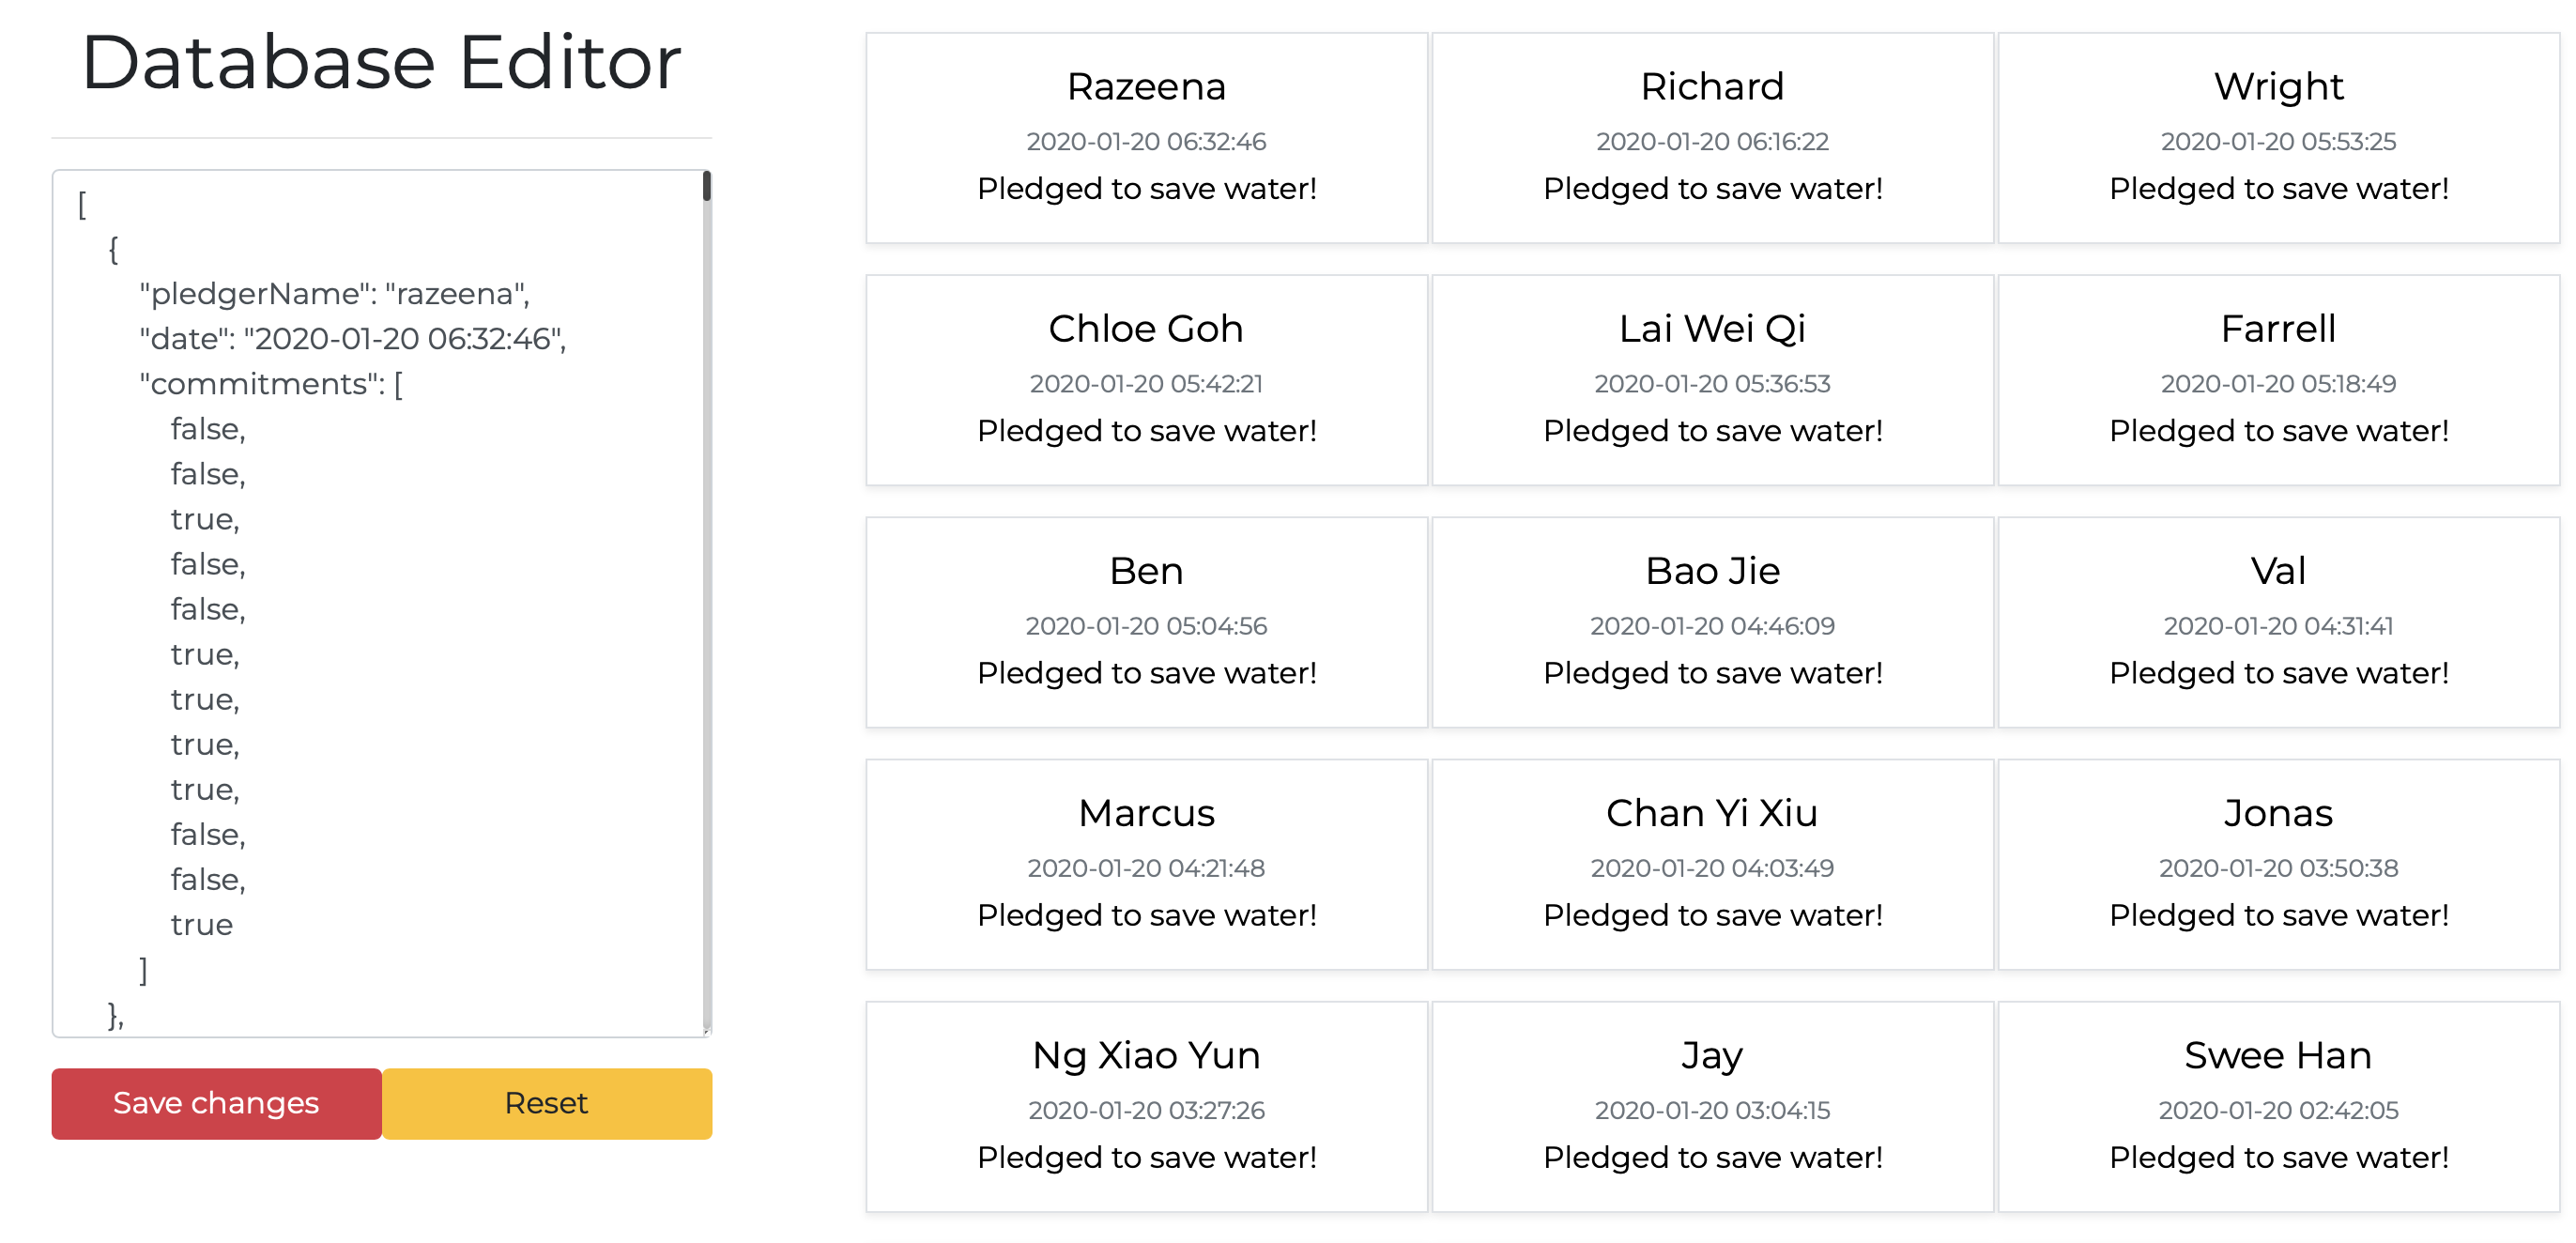 Database Editor
[
{
"pledgerName": "razeena",
"date": "2020-01-20 06:32:46",
"commitments": [
false,
false,
true,
false,
false,
true,
true,
true,
true,
false,
false,
true
]
},
Save changes
Reset
Razeena
2020-01-20 06:32:46
Pledged to save water!
Richard
2020-01-20 06:16:22
Pledged to save water!
Wright
2020-01-20 05:53:25
Pledged to save water!
Chloe Goh
2020-01-20 05:42:21
Pledged to save water!
Lai Wei Qi
2020-01-20 05:36:53
Pledged to save water!
Farrell
2020-01-20 05:18:49
Pledged to save water!
Ben
2020-01-20 05:04:56
Pledged to save water!
Bao Jie
2020-01-20 04:46:09
Pledged to save water!
Val
2020-01-20 04:31:41
Pledged to save water!
Marcus
2020-01-20 04:21:48
Pledged to save water!
Chan Yi Xiu
2020-01-20 04:03:49
Pledged to save water!
Jonas
2020-01-20 03:50:38
Pledged to save water!
Ng Xiao Yun
2020-01-20 03:27:26
Pledged to save water!
Jay
2020-01-20 03:04:15
Pledged to save water!
Swee Han
2020-01-20 02:42:05
Pledged to save water!